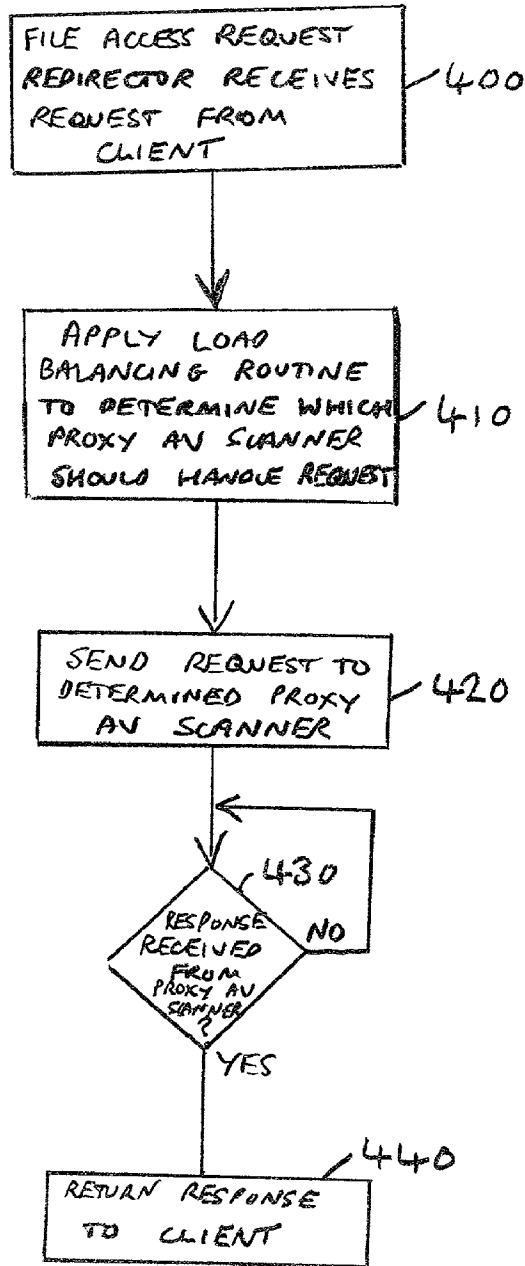 FILE ACCESS REQUEST
REDIRECTOR RECEIVES
REQUEST FROM
CLIENT
400
APPLY LOAD
BALANCING ROUTINE
TO DETERMINE WHICH
PROXY AV SCANNER
SHOULD HANDLE REQUEST
410
SEND REQUEST TO
DETERMINED PROXY
AV SCANNER
420
430
RESPONSE
RECEIVED
FROM
PROXY AV
SCANNER
?
NO
YES
440
RETURN RESPONSE
TO CLIENT